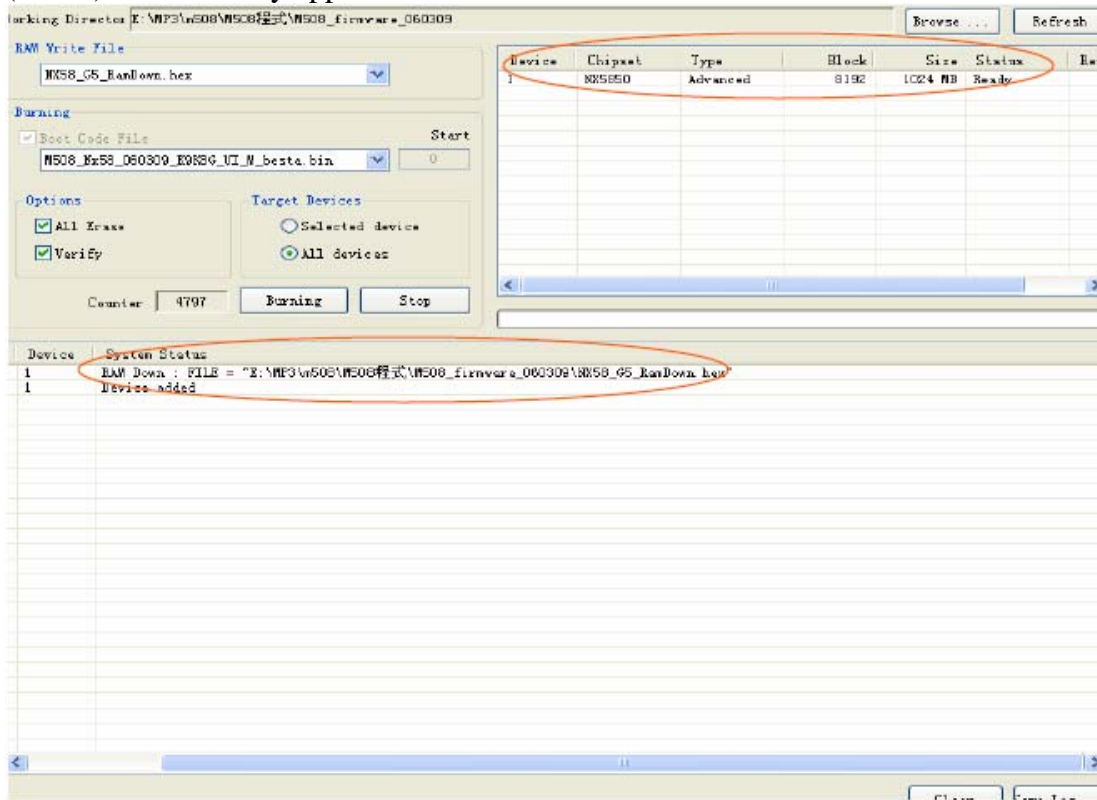 orking Director E:\MP3\m508\M508程式\M508_firmware_060309 Browse ... Refresh
RAM Write File
NX58_G5_RamDown.hex
Device Chipset Type Block Size Status Re
1 NX5850 Advanced 8192 1024 MB Ready
Burning
Boot Code File Start
M508_Nx58_060309_K9K8G_UI_N_besta.bin 0
Options Target Devices
All Erase Selected device
Verify All devices
Counter 4797 Burning Stop
Device System Status
1 RAM Down : FILE = "E:\MP3\m508\M508程式\M508_firmware_060309\NX58_G5_RamDown.hex"
1 Device added